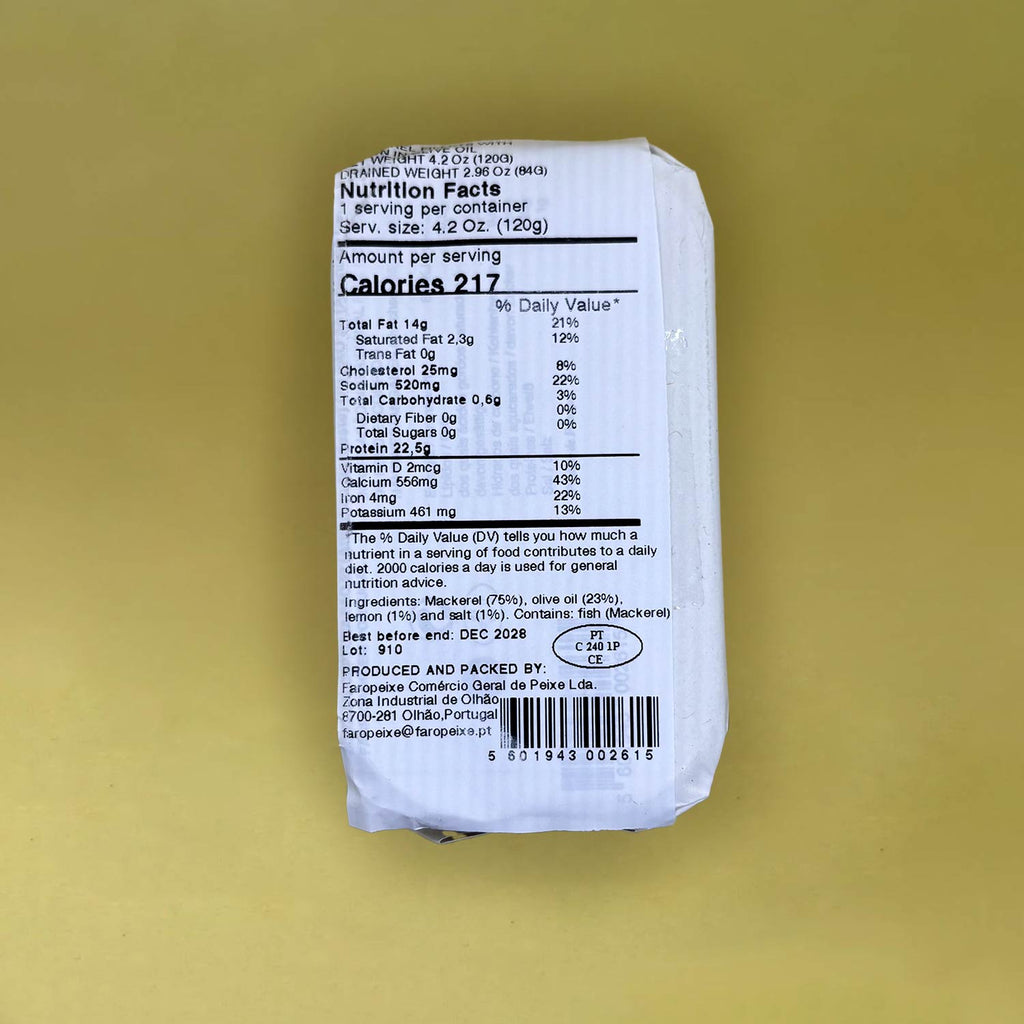 OLIVE OIL
WEIGHT 4.2 Oz (120G)
DRAINED WEIGHT 2.96 Oz (84G)
Nutrition Facts
1 serving per container
Serv. size: 4.2 Oz. (120g)
Amount per serving
Calories 217
% Daily Value*
Total Fat 14g 21%
Saturated Fat 2,3g 12%
Trans Fat 0g
Cholesterol 25mg 8%
Sodium 520mg 22%
Total Carbohydrate 0,6g 3%
Dietary Fiber 0g 0%
Total Sugars 0g 0%
Protein 22,5g
Vitamin D 2mcg 10%
Calcium 556mg 43%
Iron 4mg 22%
Potassium 461 mg 13%
*The % Daily Value (DV) tells you how much a
nutrient in a serving of food contributes to a daily
diet. 2000 calories a day is used for general
nutrition advice.
Ingredients: Mackerel (75%), olive oil (23%),
lemon (1%) and salt (1%). Contains: fish (Mackerel)
Best before end: DEC 2028
Lot: 910
PT
C 240 1P
CE
PRODUCED AND PACKED BY:
Faropeixe Comércio Geral de Peixe Lda.
Zona Industrial de Olhão
8700-281 Olhão,Portugal
faropeixe@faropeixe.pt
5 601943 002615